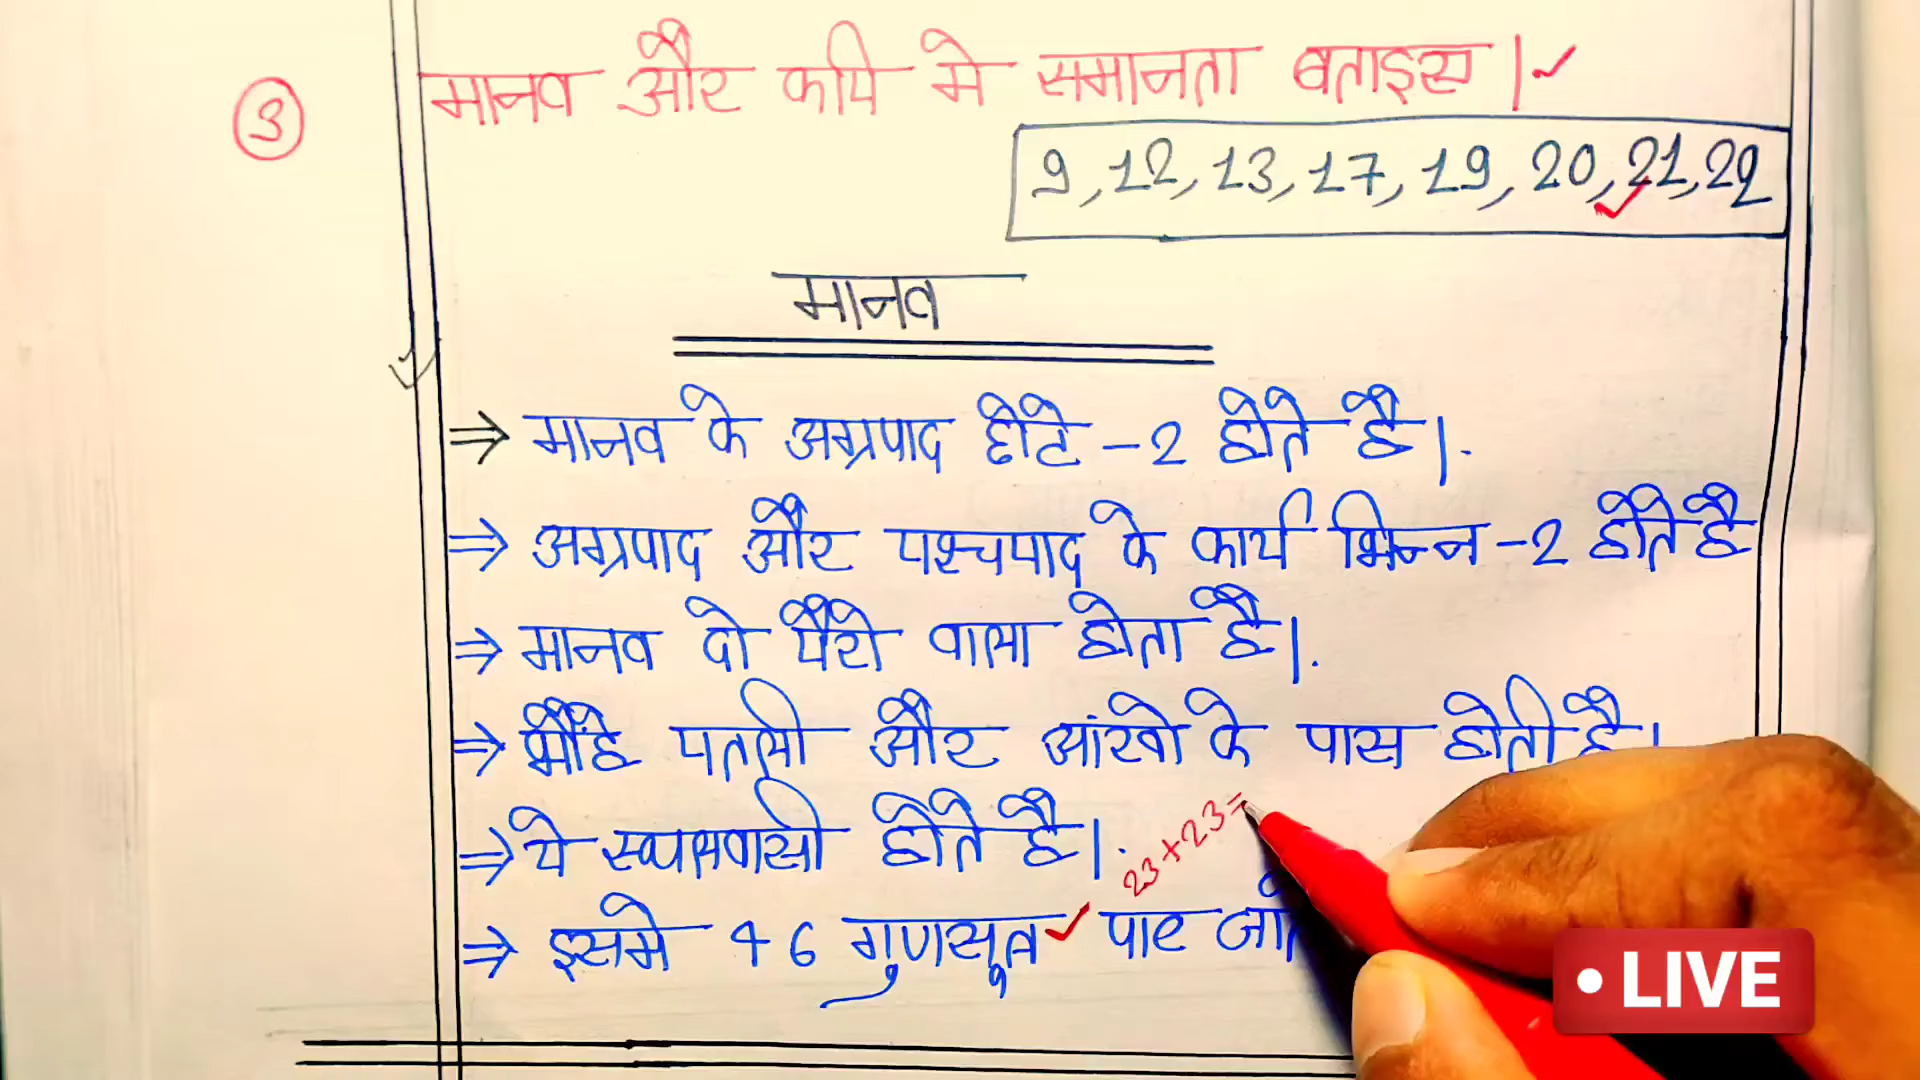 3
मानव और कपि मे समानता बताइए।
9, 12, 13, 17, 19, 20, 21, 22
मानव
⇒ मानव के अग्रपाद छोटे-2 होते है।
⇒ अग्रपाद और पश्चपाद के कार्य भिन्न-2 होते है
⇒ मानव दो पैरो वाला होता है।
⇒ भौंहे पतली और आंखो के पास होती है।
⇒ ये स्थलवासी होते है।
23+23=
⇒ इसमे 46 गुणसूत्र पाए जाते
• LIVE